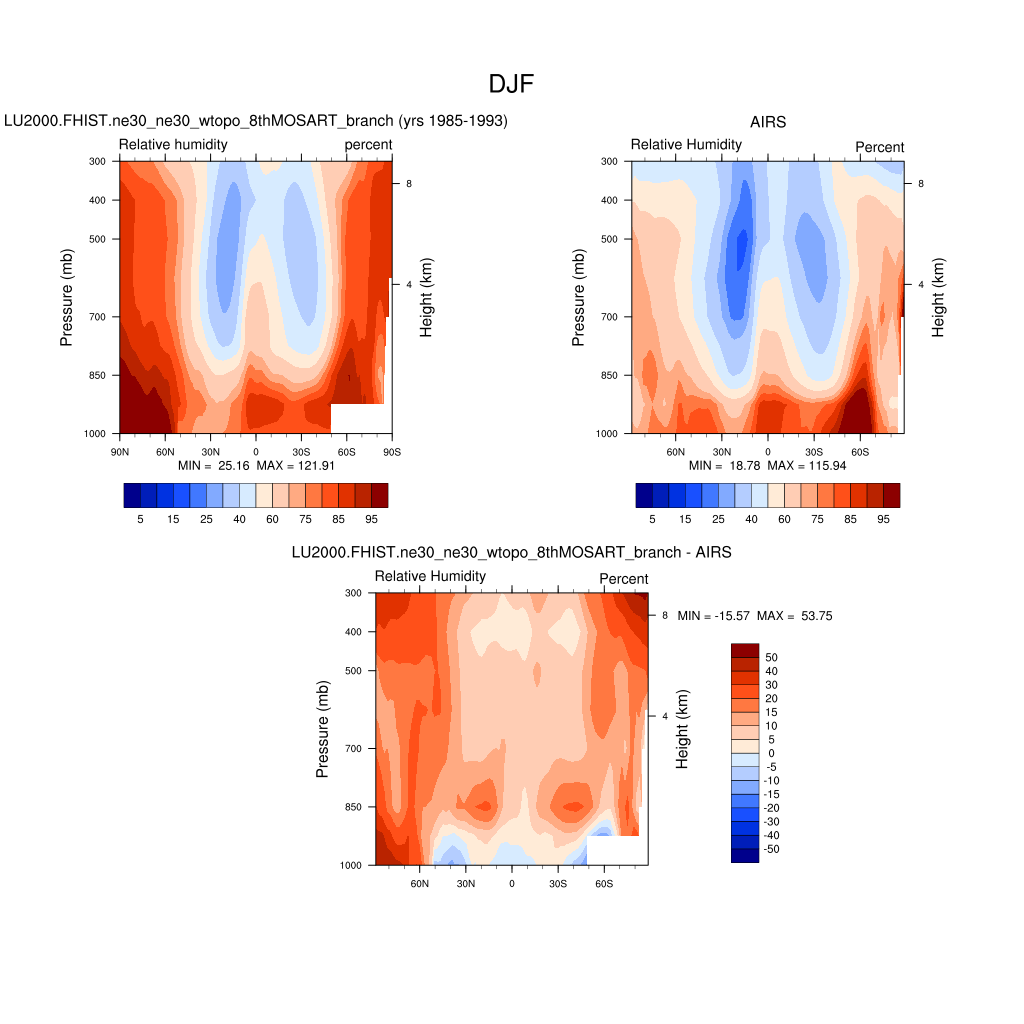 DJF
LU2000.FHIST.ne30_ne30_wtopo_8thMOSART_branch (yrs 1985-1993)
Relative humidity percent
300
400
500
700
850
1000
Pressure (mb)
8
4
Height (km)
90N 60N 30N 0 30S 60S 90S
MIN = 25.16 MAX = 121.91
5 15 25 40 60 75 85 95
AIRS
Relative Humidity Percent
300
400
500
700
850
1000
Pressure (mb)
8
4
Height (km)
60N 30N 0 30S 60S
MIN = 18.78 MAX = 115.94
5 15 25 40 60 75 85 95
LU2000.FHIST.ne30_ne30_wtopo_8thMOSART_branch - AIRS
Relative Humidity Percent
300
400
500
700
850
1000
Pressure (mb)
8
4
Height (km)
60N 30N 0 30S 60S
MIN = -15.57 MAX = 53.75
50
40
30
20
15
10
5
0
-5
-10
-15
-20
-30
-40
-50